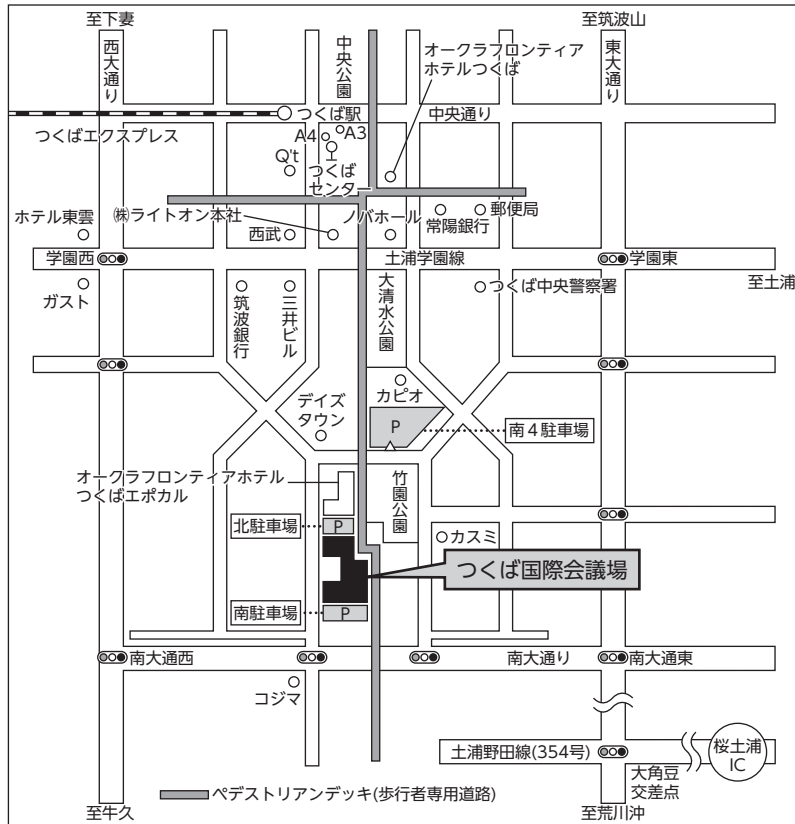 至下妻
至筑波山
西大通り
中央公園
オークラフロンティア
ホテルつくば
東大通り
つくば駅
中央通り
つくばエクスプレス
A4
A3
Q't
つくば
センター
ホテル東雲
㈱ライトオン本社
西武
ノバホール
常陽銀行
郵便局
学園西
土浦学園線
学園東
至土浦
ガスト
筑波銀行
三井ビル
大清水公園
つくば中央警察署
デイズ
タウン
カピオ
P
南4駐車場
オークラフロンティアホテル
つくばエポカル
竹園公園
北駐車場
P
カスミ
つくば国際会議場
南駐車場
P
南大通西
南大通り
南大通東
コジマ
土浦野田線(354号)
桜土浦
IC
大角豆
交差点
ペデストリアンデッキ(歩行者専用道路)
至牛久
至荒川沖